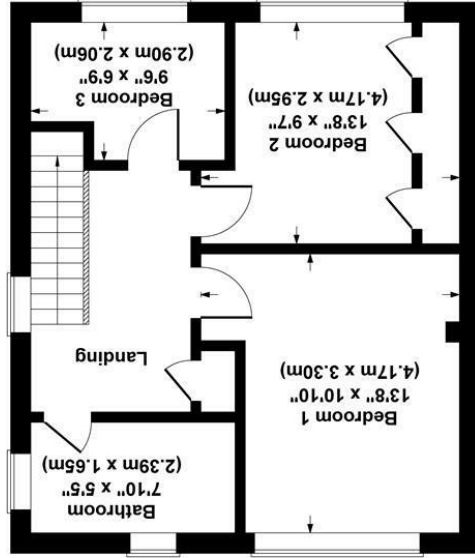 Bedroom 1
13'8" x 10'10"
(4.17m x 3.30m)
Bathroom
7'10" x 5'5"
(2.39m x 1.65m)
Landing
Bedroom 2
13'8" x 9'7"
(4.17m x 2.95m)
Bedroom 3
9'6" x 6'9"
(2.90m x 2.06m)